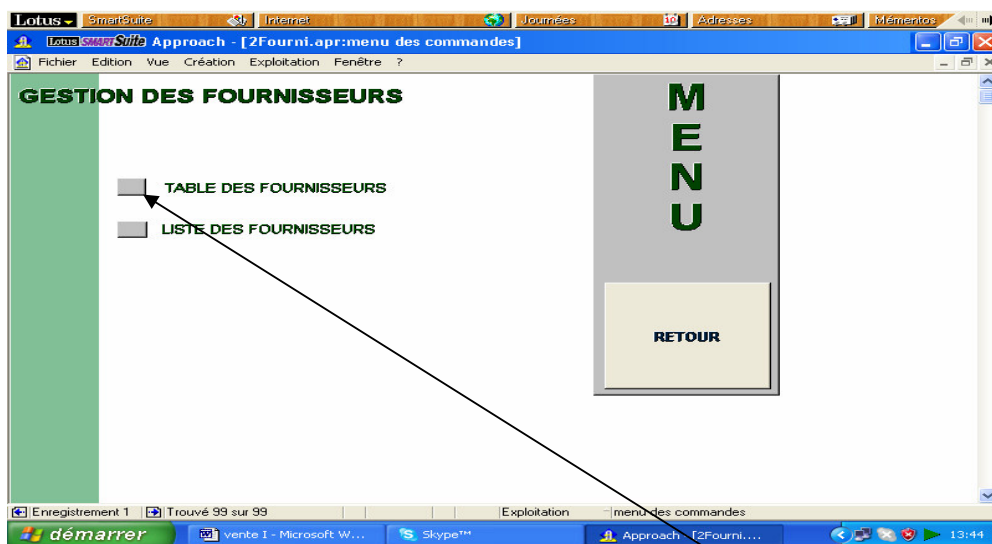 Lotus SmartSuite Internet Journées 10 Adresses Mémentos
Lotus SMARTSuite Approach - [2Fourni.apr:menu des commandes]
Fichier Edition Vue Création Exploitation Fenêtre ?
GESTION DES FOURNISSEURS
TABLE DES FOURNISSEURS
LISTE DES FOURNISSEURS
M
E
N
U
RETOUR
Enregistrement 1 Trouvé 99 sur 99 Exploitation menu des commandes
démarrer vente I - Microsoft W... Skype™ Approach - [2Fourni.... 13:44